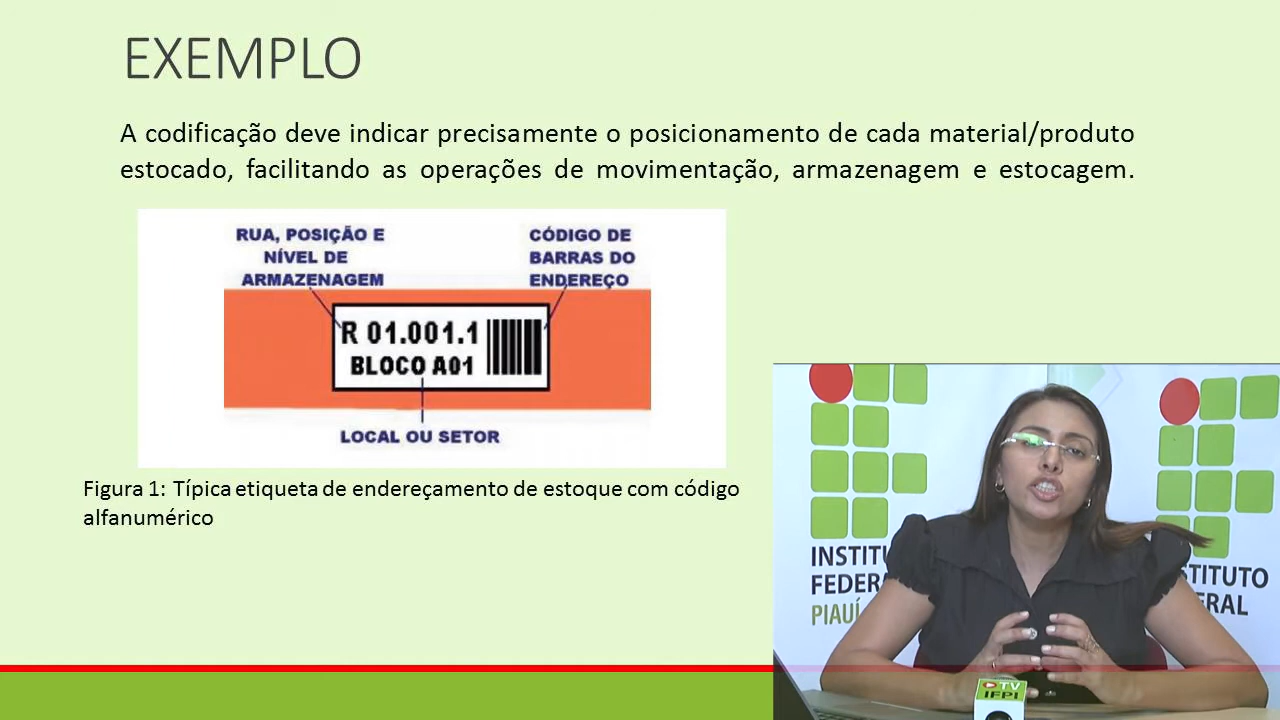 EXEMPLO
A codificação deve indicar precisamente o posicionamento de cada material/produto
estocado, facilitando as operações de movimentação, armazenagem e estocagem.
RUA, POSIÇÃO E
NÍVEL DE
ARMAZENAGEM
CÓDIGO DE
BARRAS DO
ENDEREÇO
R 01.001.1
BLOCO A01
LOCAL OU SETOR
Figura 1: Típica etiqueta de endereçamento de estoque com código
alfanumérico
INSTITU
FEDERA
PIAUÍ
STITUTO
ERAL
TV
IFPI